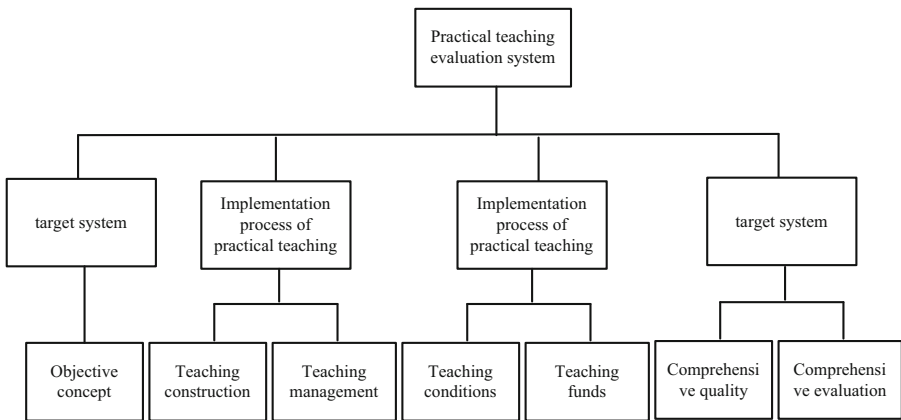 Practical teaching
evaluation system
target system
Implementation
process of
practical teaching
Implementation
process of
practical teaching
target system
Objective
concept
Teaching
construction
Teaching
management
Teaching
conditions
Teaching
funds
Comprehensi
ve quality
Comprehensi
ve evaluation